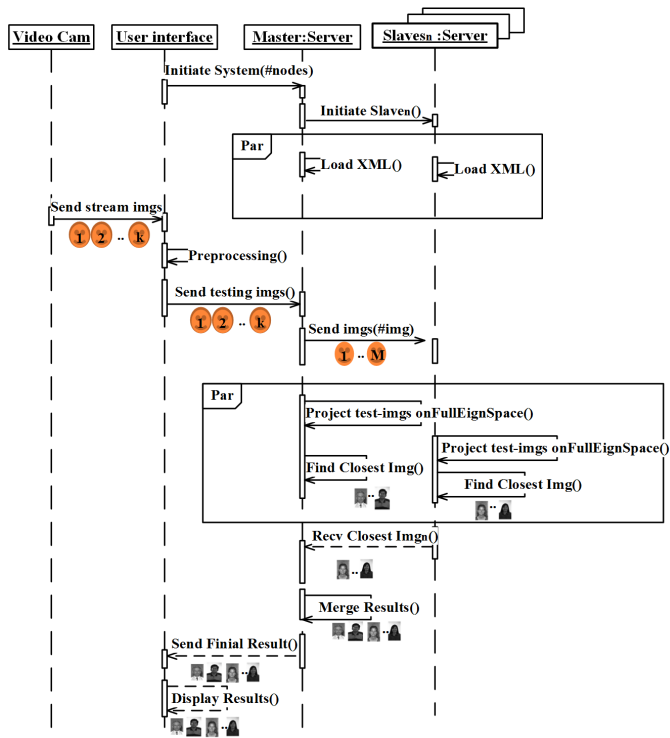 Video Cam
User interface
Master:Server
Slavesn :Server
Initiate System(#nodes)
Initiate Slaven()
Par
Load XML()
Load XML()
Send stream imgs
1 2 .. k
Preprocessing()
Send testing imgs()
1 2 .. k
Send imgs(#img)
1 .. M
Par
Project test-imgs onFullEignSpace()
Project test-imgs onFullEignSpace()
Find Closest Img()
..
Find Closest Img()
..
Recv Closest Imgn()
..
Merge Results()
..
Send Finial Result()
..
Display Results()
..